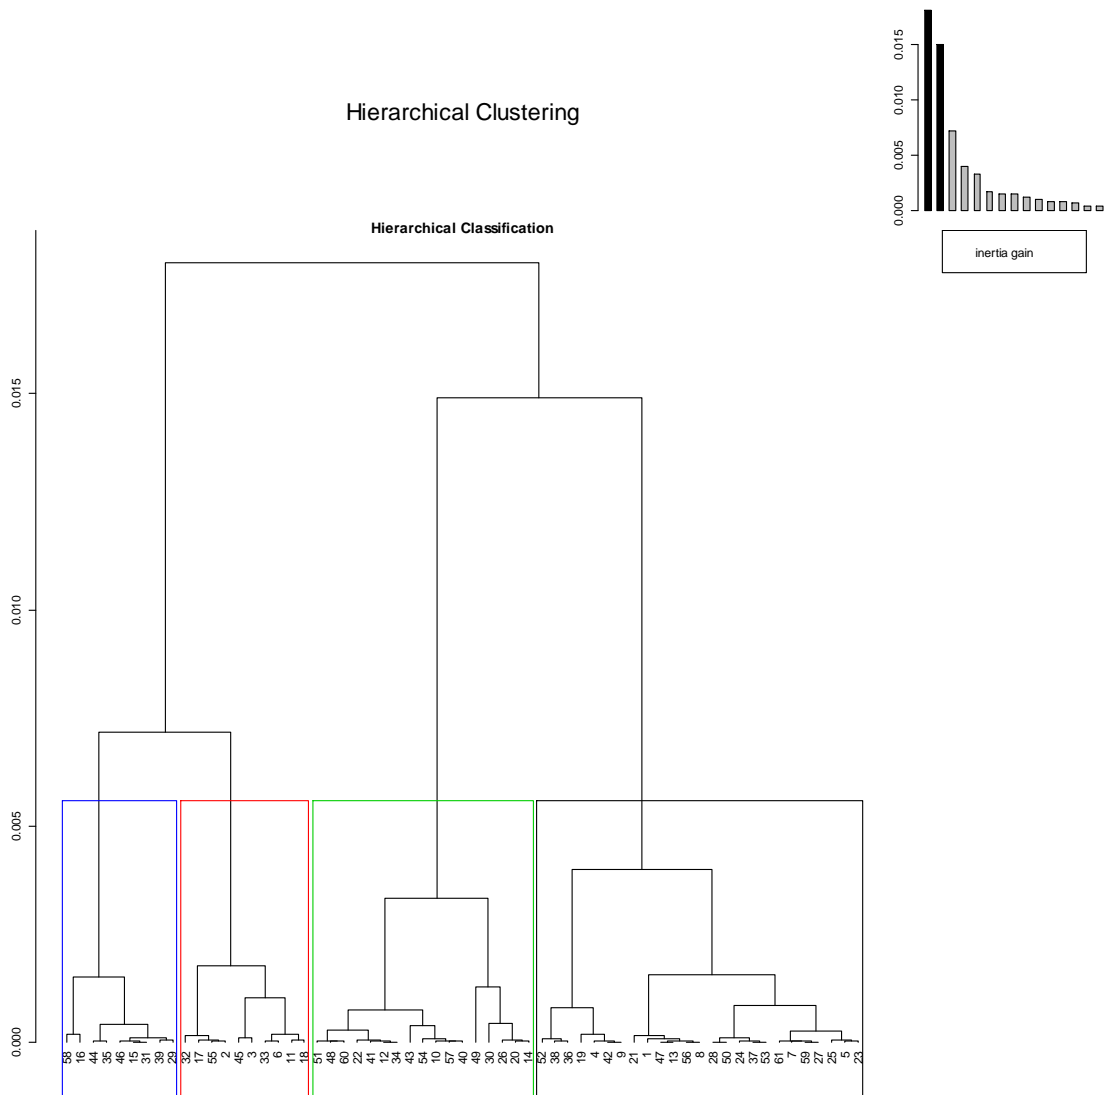 Hierarchical Clustering
0.000 0.005 0.010 0.015
inertia gain
Hierarchical Classification
0.000 0.005 0.010 0.015
58 16 44 35 46 15 31 39 29 32 17 55 2 45 3 33 6 11 18 51 48 60 22 41 12 34 43 54 10 57 40 49 30 26 20 14 52 38 36 19 4 42 9 21 1 47 13 56 8 28 50 24 37 53 61 7 59 27 25 5 23